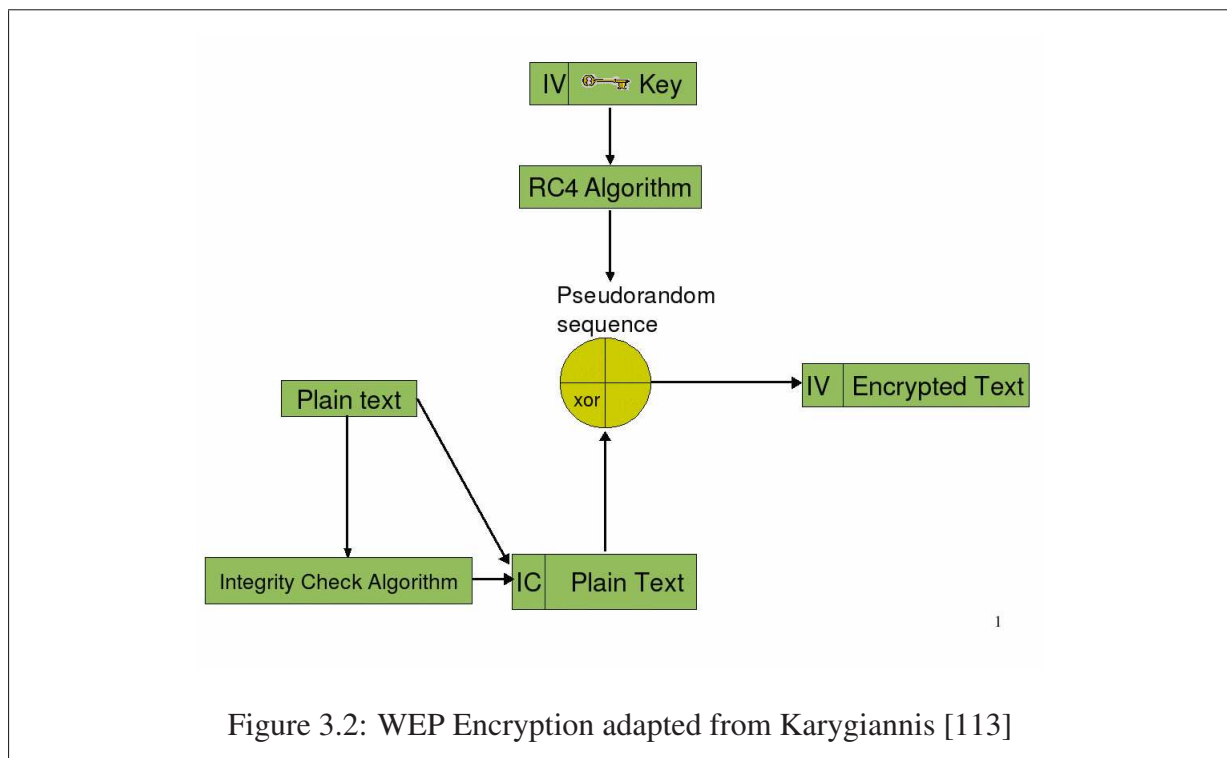 IV Key
RC4 Algorithm
Pseudorandom
sequence
xor
IV Encrypted Text
Plain text
Integrity Check Algorithm
IC Plain Text
1
Figure 3.2: WEP Encryption adapted from Karygiannis [113]